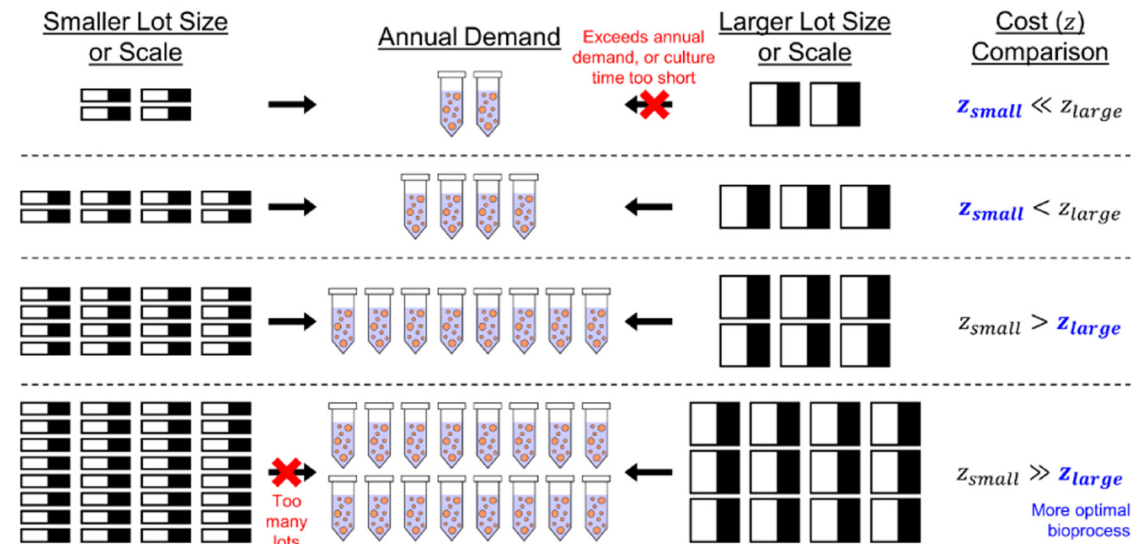 Smaller Lot Size
or Scale
Annual Demand
Exceeds annual
demand, or culture
time too short
Larger Lot Size
or Scale
Cost (z)
Comparison
z_small ≪ z_large
z_small < z_large
z_small > z_large
Too
many
lots
z_small ≫ z_large
More optimal
bioprocess